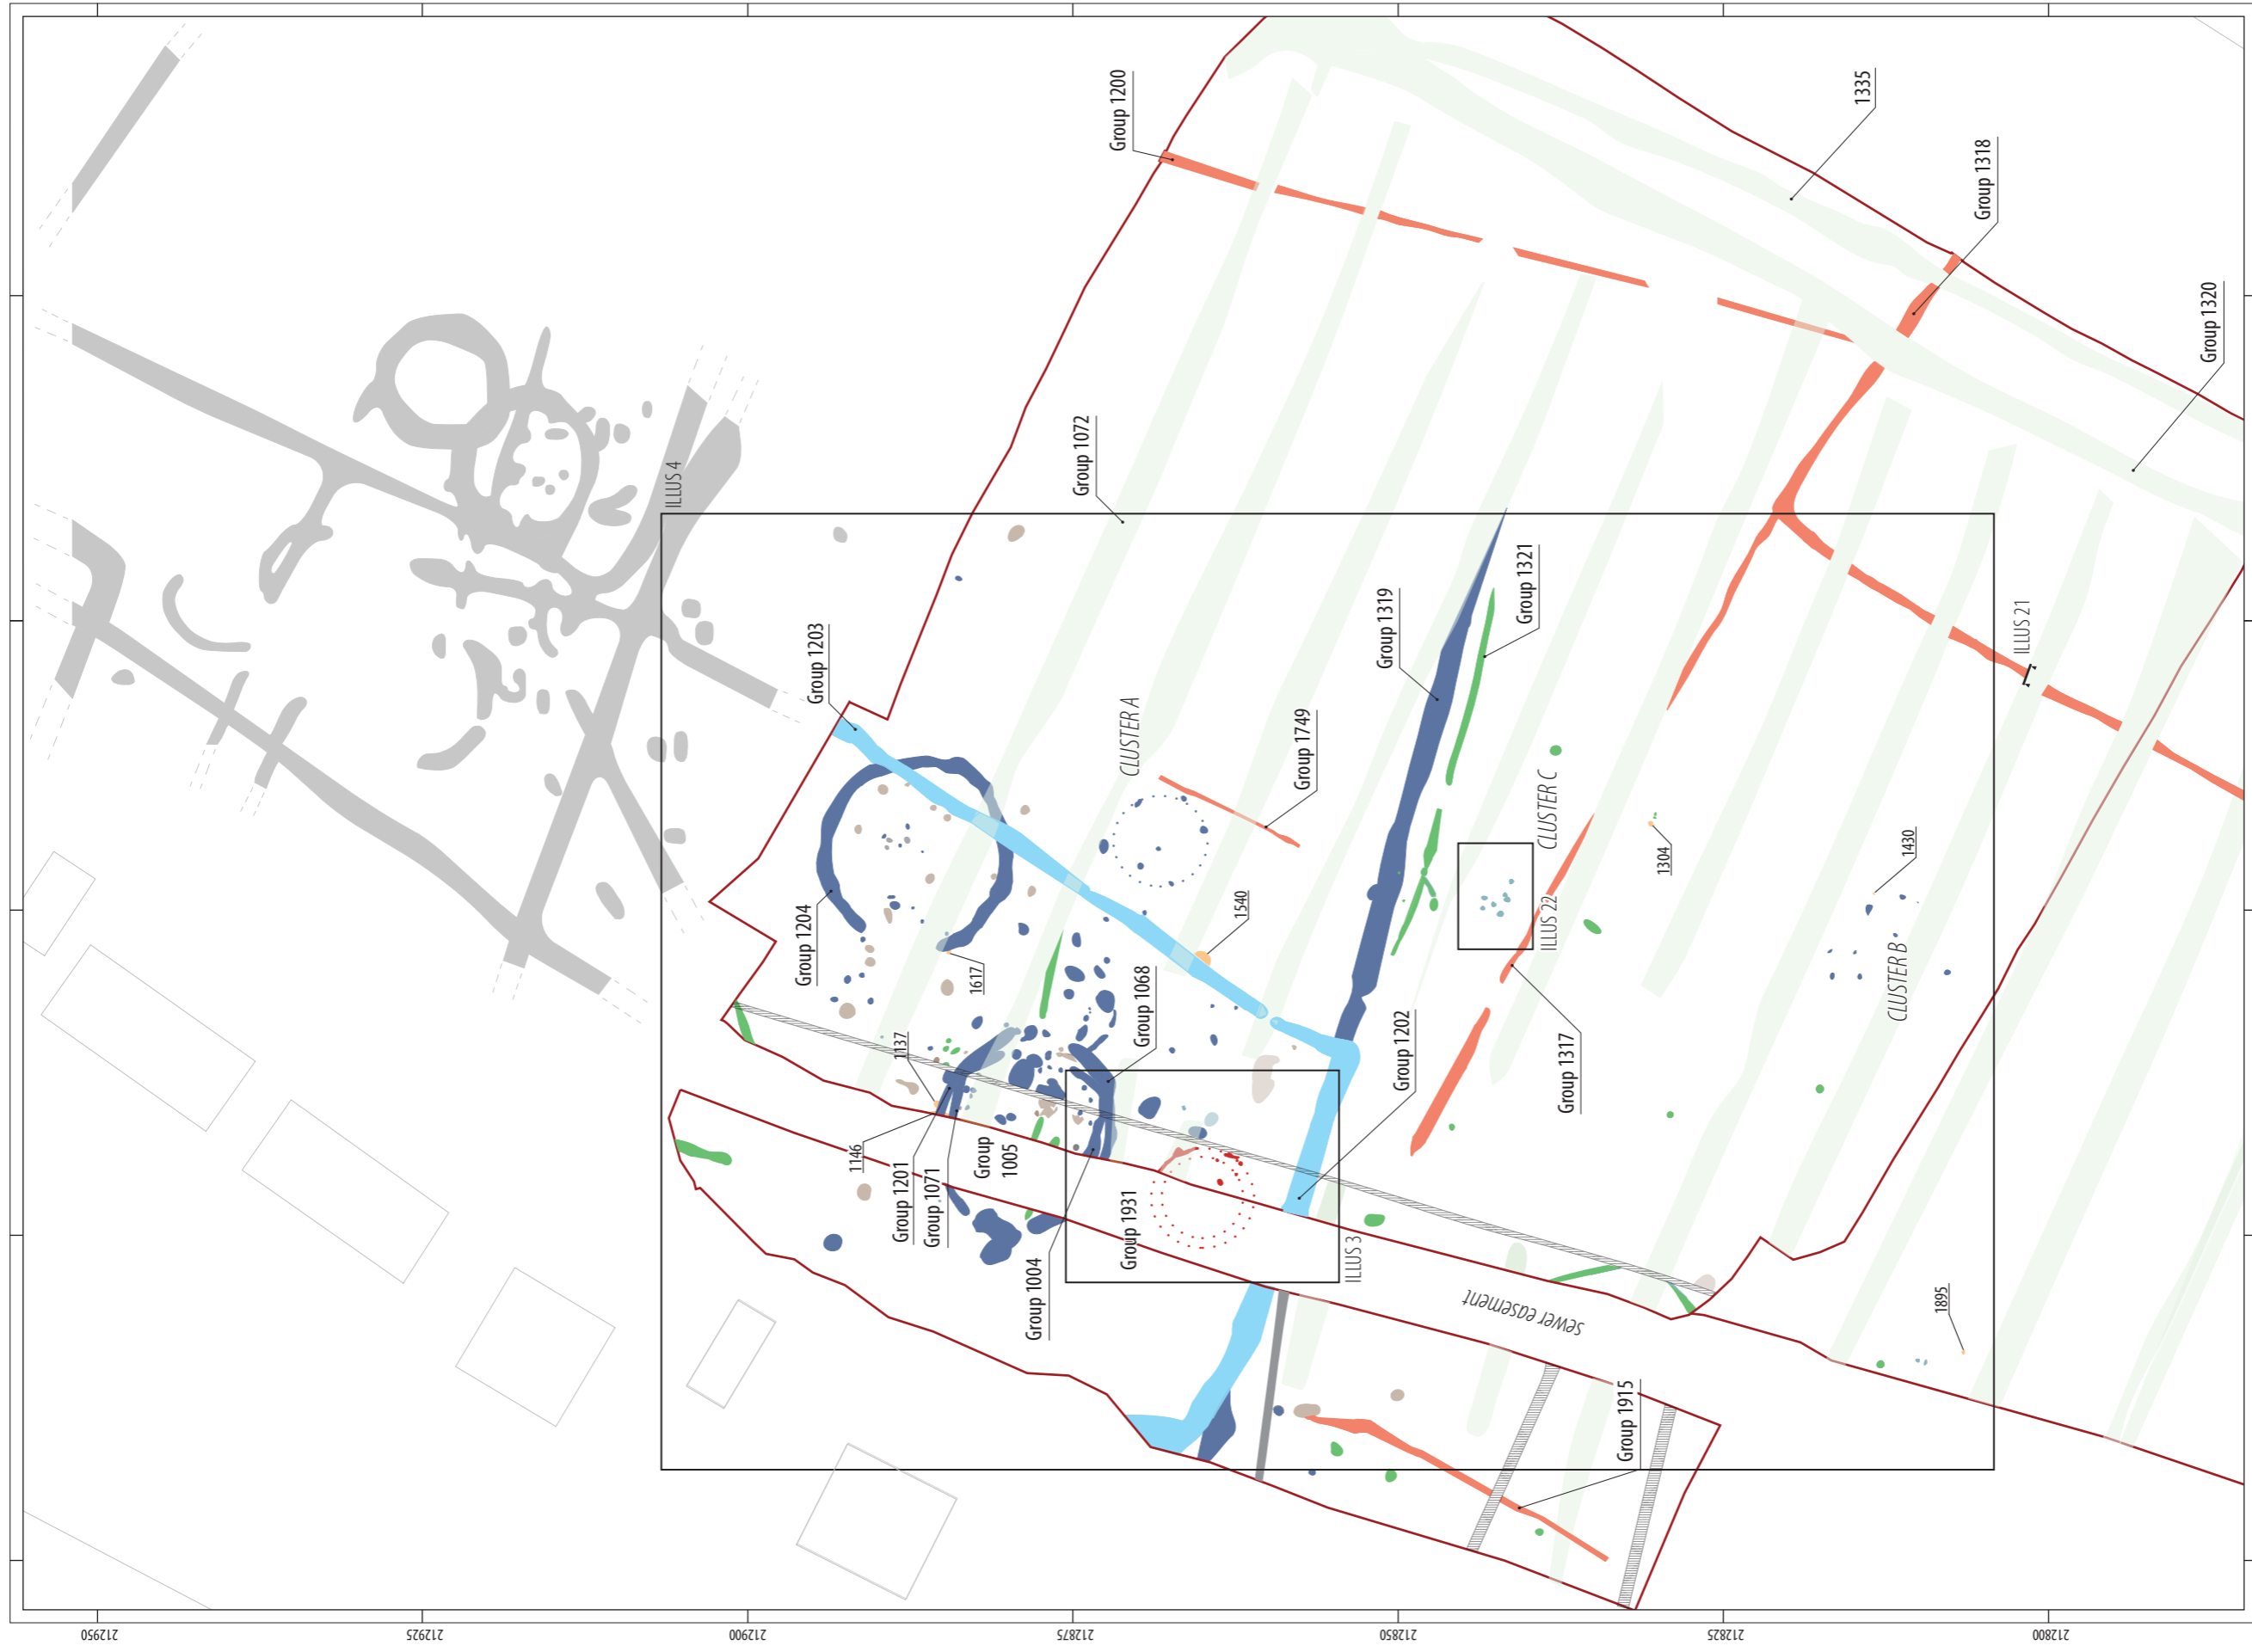 Group 1200
1335
Group 1318
Group 1320
Group 1072
ILLUS 4
Group 1203
Group 1319
Group 1321
CLUSTER A
Group 1749
CLUSTER C
ILLUS 21
1304
1430
CLUSTER B
Group 1204
1617
1540
ILLUS 22
Group 1068
Group 1202
Group 1317
1137
1146
Group 1201
Group 1071
Group
1005
Group 1004
Group 1931
ILLUS 3
sewer easement
1895
Group 1915
212950
212925
212900
212875
212850
212825
212800